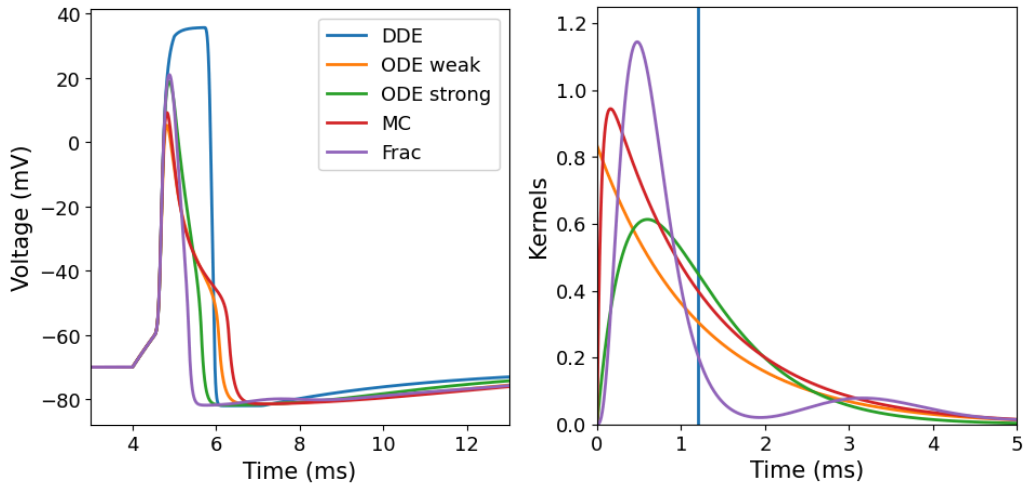 40
20
0
−20
−40
−60
−80
Voltage (mV)
4
6
8
10
12
Time (ms)
DDE
ODE weak
ODE strong
MC
Frac
1.2
1.0
0.8
0.6
0.4
0.2
0.0
Kernels
0
1
2
3
4
5
Time (ms)